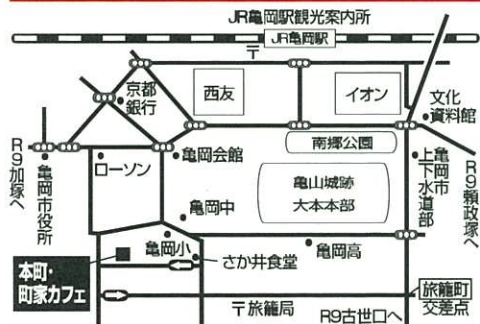 JR亀岡駅観光案内所
JR亀岡駅
〒
京都
銀行
西友
イオン
文化
資料館
R9加塚へ
亀岡市役所
ローソン
亀岡会館
南郷公園
亀岡市
上下水道部
R9頼政塚へ
亀山城跡
大本本部
亀岡中
亀岡小
さか井食堂
亀岡高
本町・
町家カフェ
〒旅籠局
R9古世口へ
旅籠町
交差点